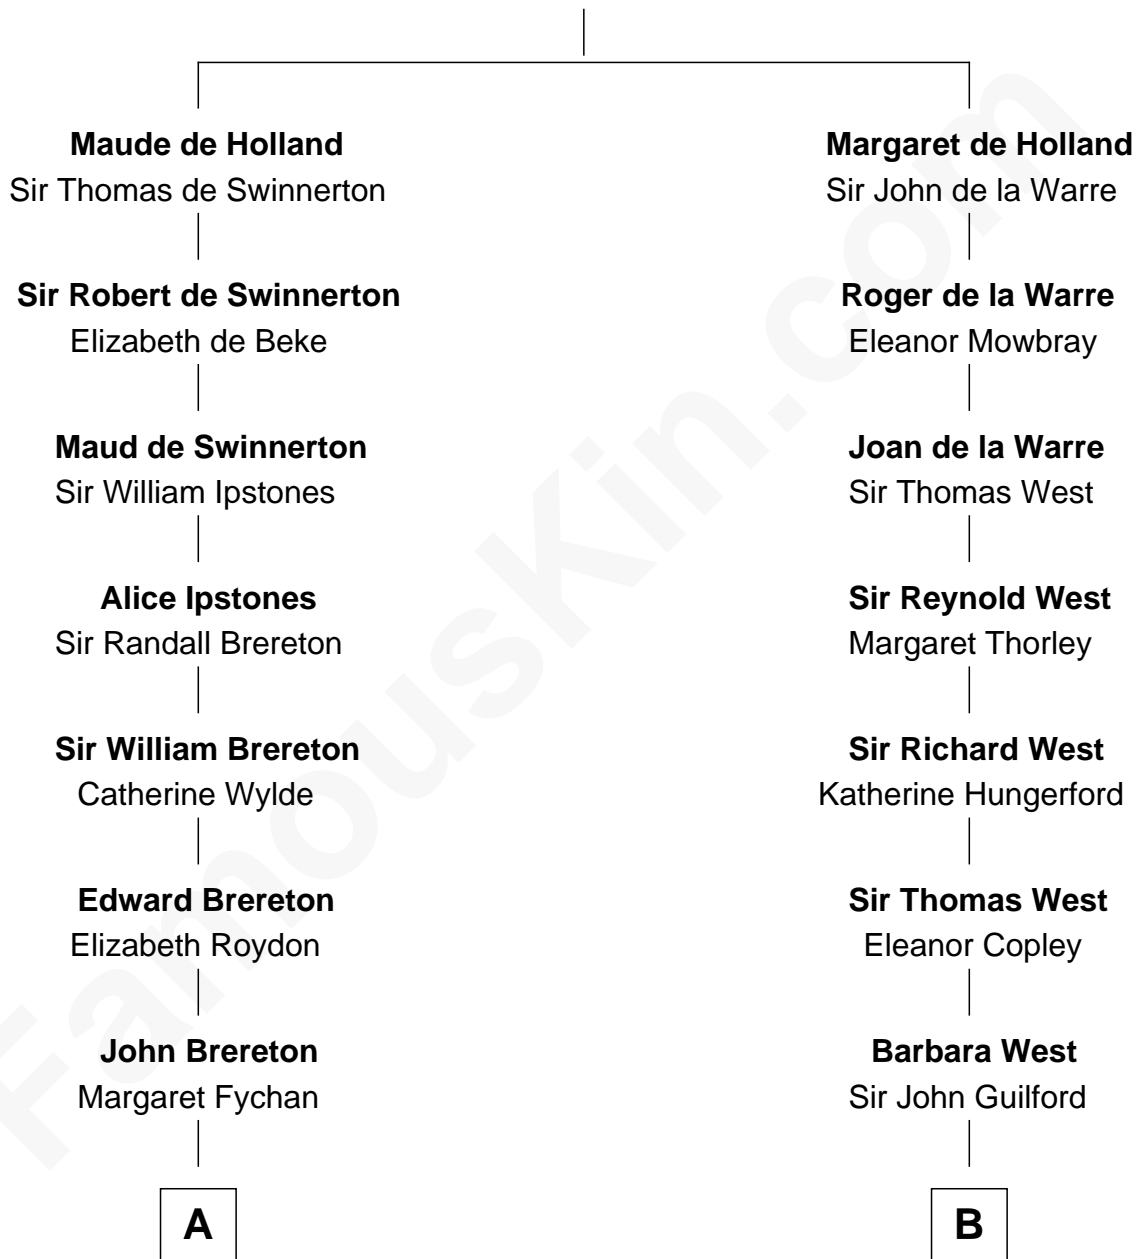 Maude de Holland
Sir Thomas de Swinnerton
Sir Robert de Swinnerton
Elizabeth de Beke
Maud de Swinnerton
Sir William Ipstones
Alice Ipstones
Sir Randall Brereton
Sir William Brereton
Catherine Wylde
Edward Brereton
Elizabeth Roydon
John Brereton
Margaret Fychan
A
Margaret de Holland
Sir John de la Warre
Roger de la Warre
Eleanor Mowbray
Joan de la Warre
Sir Thomas West
Sir Reynold West
Margaret Thorley
Sir Richard West
Katherine Hungerford
Sir Thomas West
Eleanor Copley
Barbara West
Sir John Guilford
B
FamousKin.com